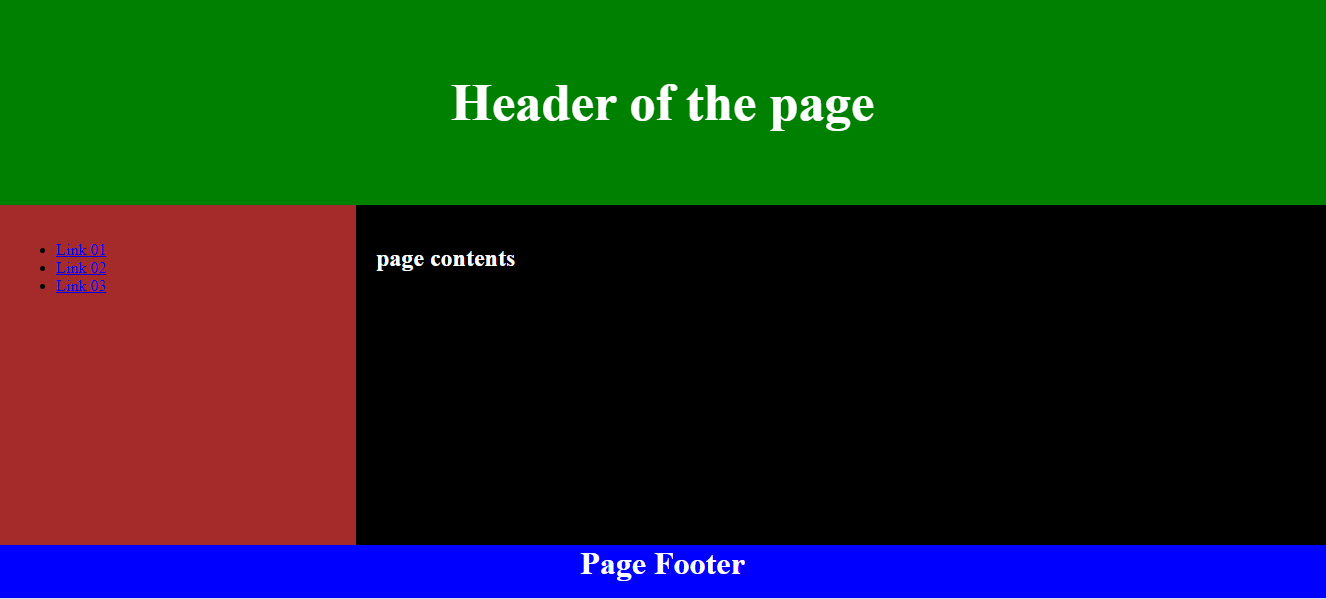 Header of the page
Link 01
Link 02
Link 03
page contents
Page Footer